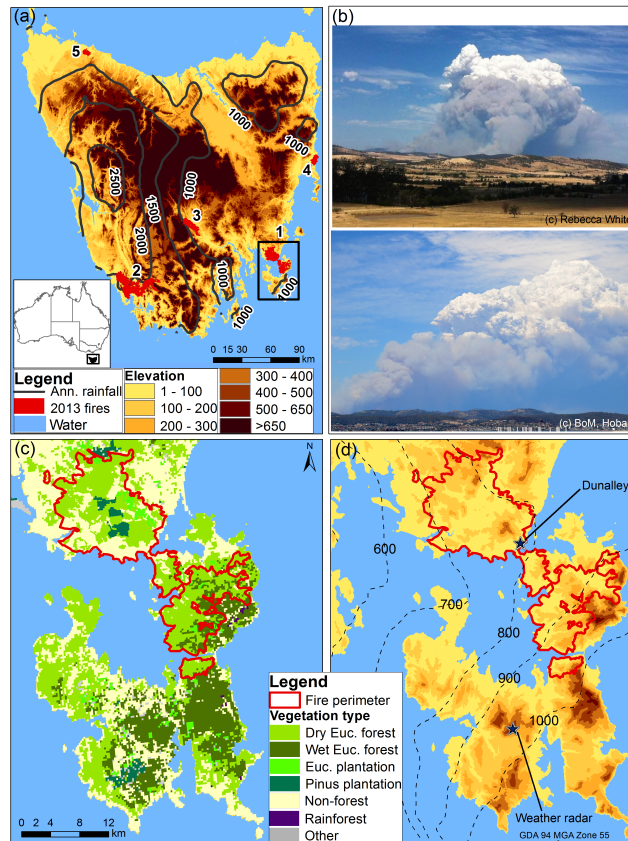 (a)
5
1000
1000
4
2500
1500
1000
3
1
2000
2
1000
1000
1000
0 15 30 60 90
km
Legend
Ann. rainfall
2013 fires
Water
Elevation
1 - 100
100 - 200
200 - 300
300 - 400
400 - 500
500 - 650
>650
(b)
(c) Rebecca White
(c) BoM, Hoba
(c)
N
Legend
Fire perimeter
Vegetation type
Dry Euc. forest
Wet Euc. forest
Euc. plantation
Pinus plantation
Non-forest
Rainforest
Other
0 2 4 8 12
km
(d)
Dunalley
600
700
800
900
1000
Weather radar
GDA 94 MGA Zone 55